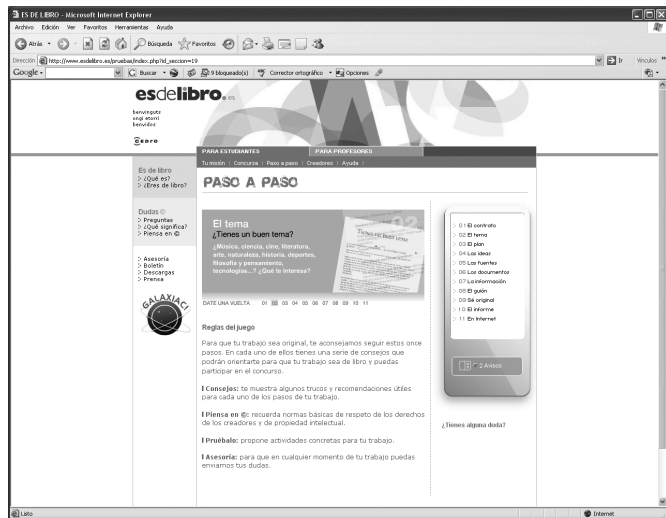 ES DE LIBRO - Microsoft Internet Explorer
Archivo Edición Ver Favoritos Herramientas Ayuda
Atrás Búsqueda Favoritos
Dirección http://www.esdelibro.es/pruebas/index.php?id_seccion=19 Ir Vínculos
Google Buscar 9 bloqueado(s) Corrector ortográfico Opciones
esdelibro.es
benvinguts
ongi etorri
benvidos
cedro
PARA ESTUDIANTES PARA PROFESORES
Tu misión | Concursa | Paso a paso | Creadores | Ayuda |
Es de libro
> ¿Qué es?
> ¿Eres de libro?
PASO A PASO
Dudas ©
> Preguntas
> ¿Qué significa?
> Piensa en ©
> Asesoría
> Boletín
> Descargas
> Prensa
GALAXIACI
El tema
¿Tienes un buen tema?
¿Música, ciencia, cine, literatura,
arte, naturaleza, historia, deportes,
filosofía y pensamiento,
tecnologías...? ¿Qué te interesa?
02
¿Tienes un buen tema?
DATE UNA VUELTA 01 02 03 04 05 06 07 08 09 10 11
Reglas del juego
Para que tu trabajo sea original, te aconsejamos seguir estos once
pasos. En cada uno de ellos tienes una serie de consejos que
podrán orientarte para que tu trabajo sea de libro y puedas
participar en el concurso.
Consejos: te muestra algunos trucos y recomendaciones útiles
para cada uno de los pasos de tu trabajo.
Piensa en ©: recuerda normas básicas de respeto de los derechos
de los creadores y de propiedad intelectual.
Pruébalo: propone actividades concretas para tu trabajo.
Asesoría: para que en cualquier momento de tu trabajo puedas
enviarnos tus dudas.
> 01 El contrato
> 02 El tema
> 03 El plan
> 04 Las ideas
> 05 Las fuentes
> 06 Los documentos
> 07 La información
> 08 El guión
> 09 Sé original
> 10 El informe
> 11 En Internet
2 Avisos
¿Tienes alguna duda?
Listo Internet